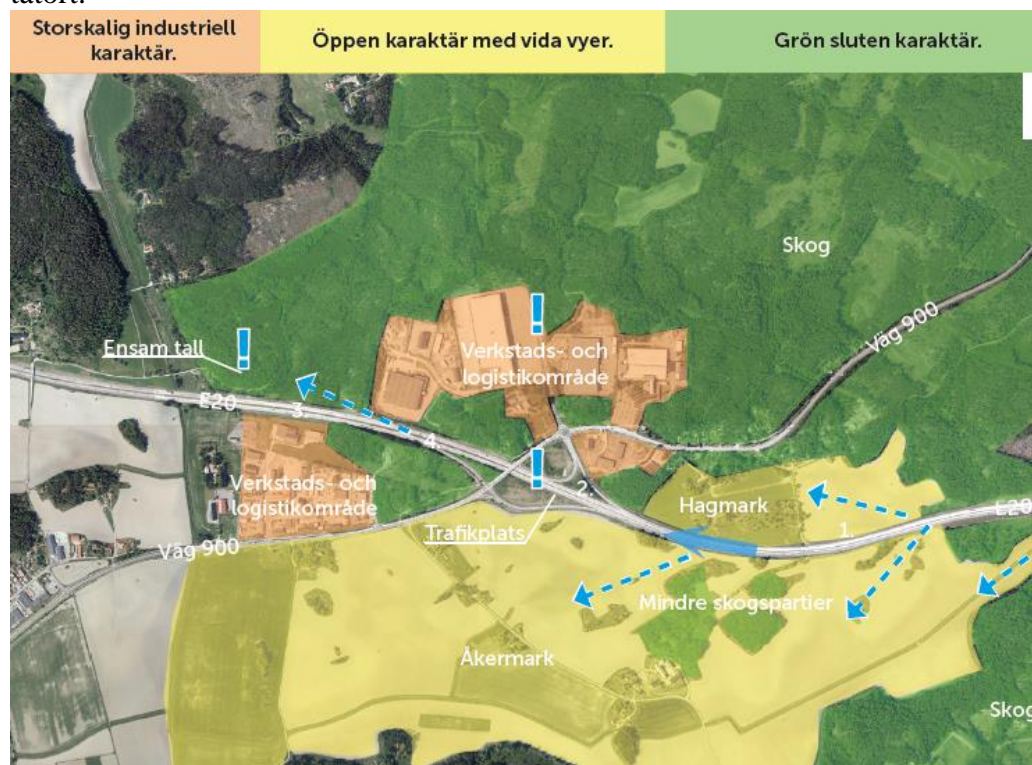 tätort.
Storskalig industriell
karaktär.
Öppen karaktär med vida vyer.
Grön sluten karaktär.
Skog
Väg 900
Ensam tall
Verkstads- och
logistikområde
E20
3.
4.
Verkstads- och
logistikområde
2.
Hagmark
Trafikplats
1.
E20
Väg 900
Mindre skogspartier
Åkermark
Skog